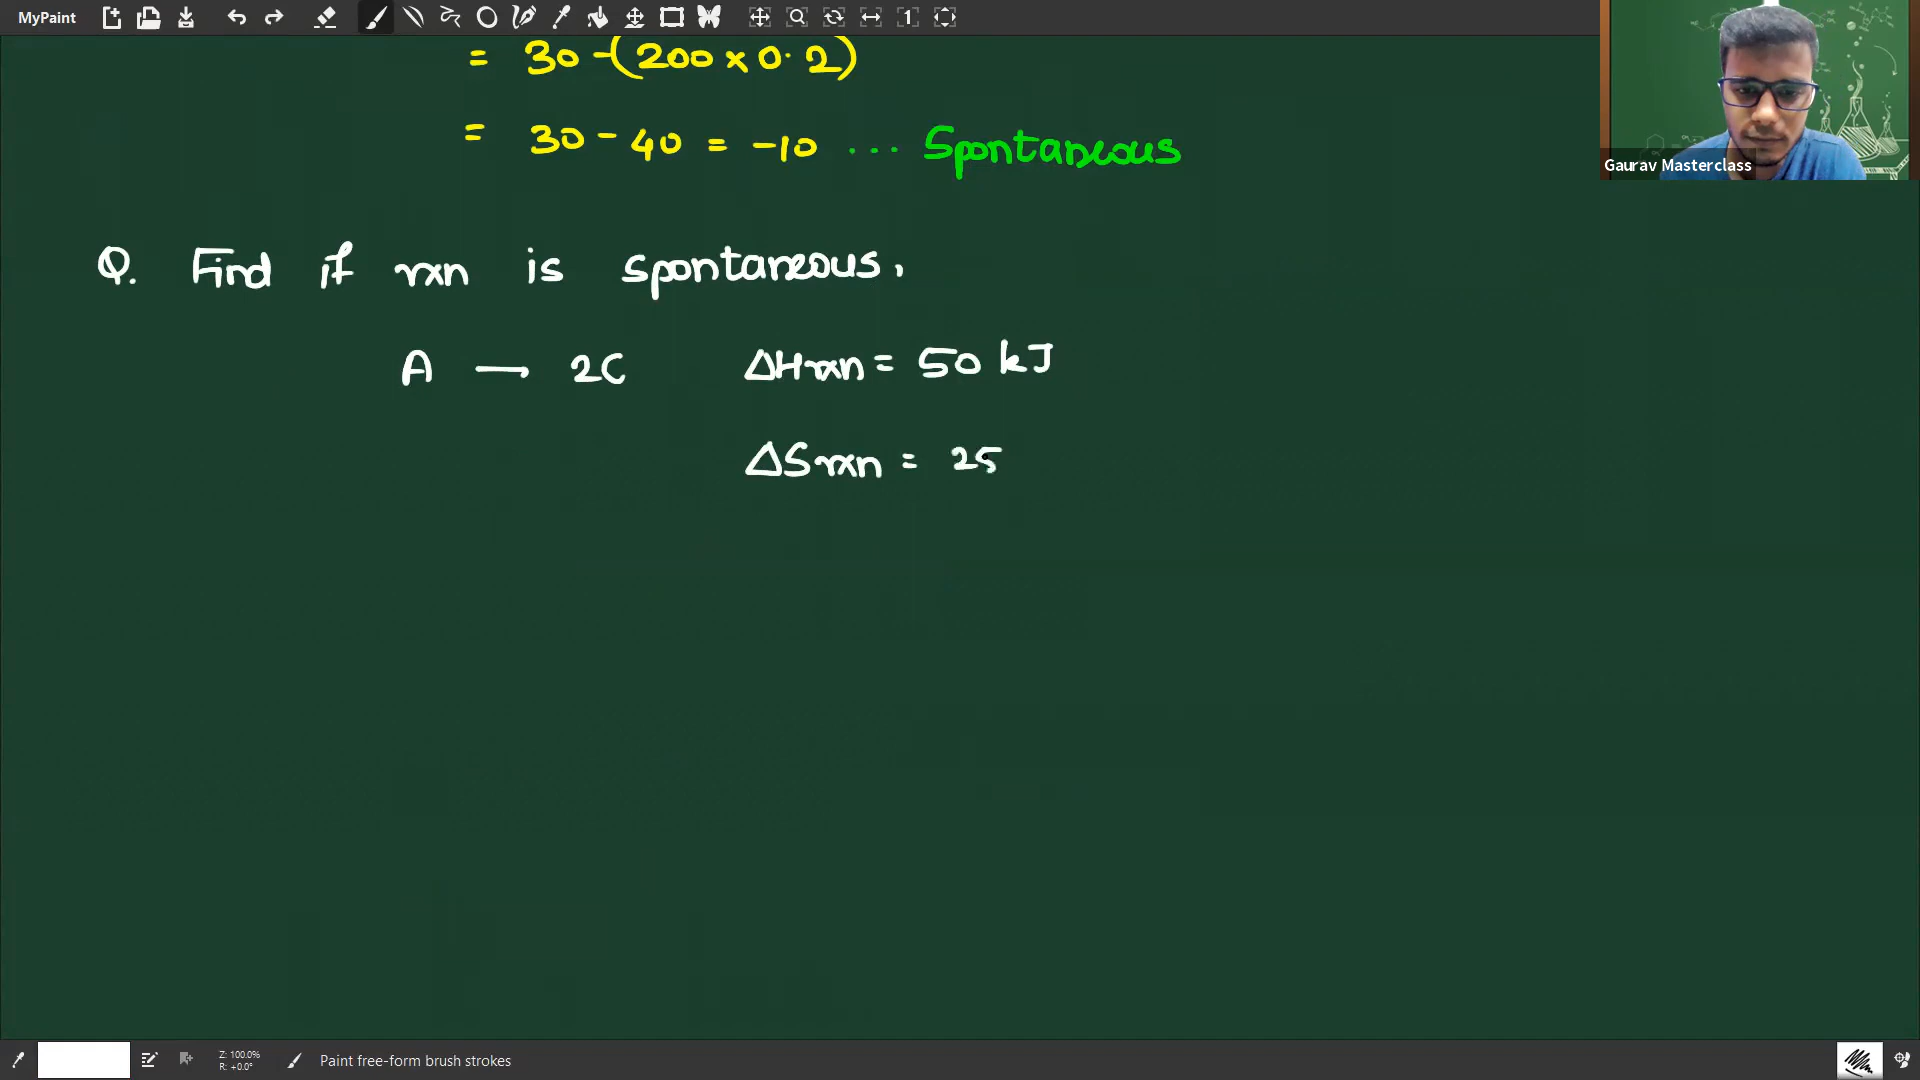 MyPaint
= 30 - (200 x 0.2)
= 30 - 40 = -10 ... Spontaneous
Gaurav Masterclass
Q. Find if rxn is spontaneous.
A → 2C ΔHrxn = 50 kJ
ΔSrxn = 25
Z: 100.0%
R: +0.0°
Paint free-form brush strokes